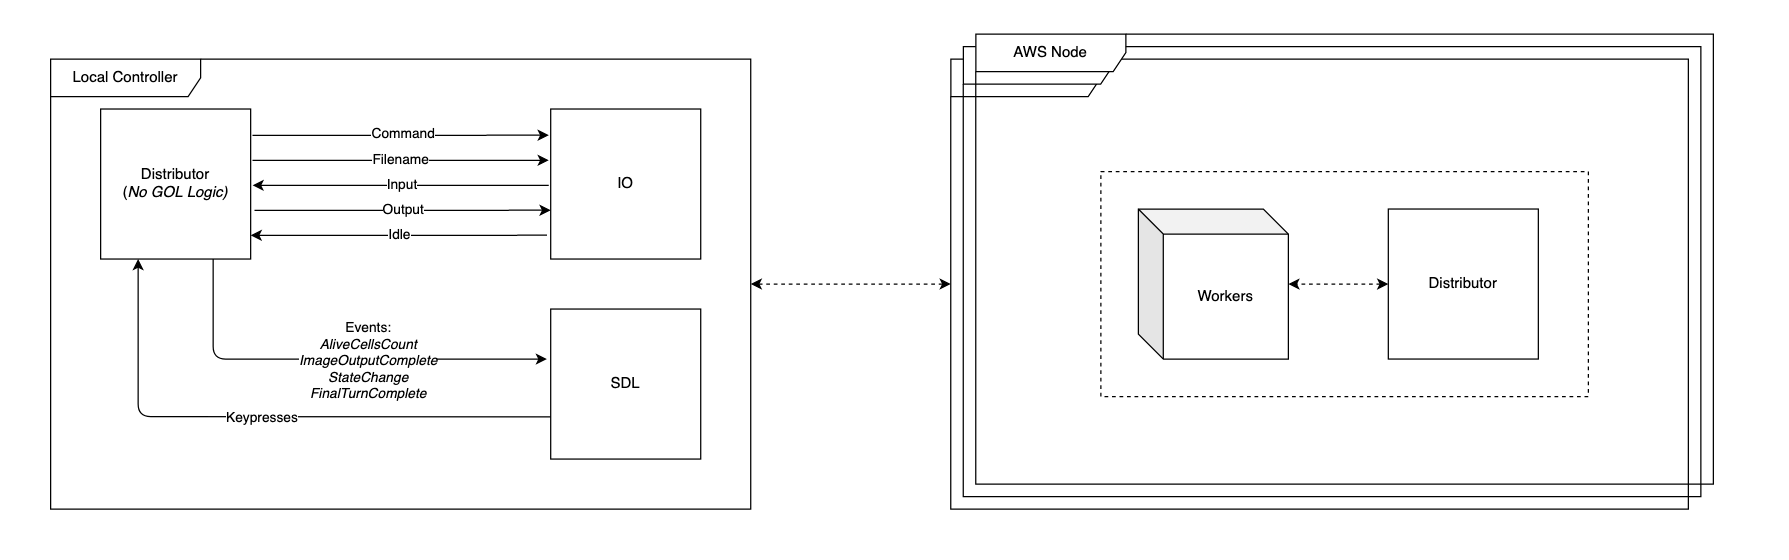 Local Controller
Distributor
(No GOL Logic)
Command
Filename
Input
Output
Idle
IO
Events:
AliveCellsCount
ImageOutputComplete
StateChange
FinalTurnComplete
Keypresses
SDL
AWS Node
Workers
Distributor